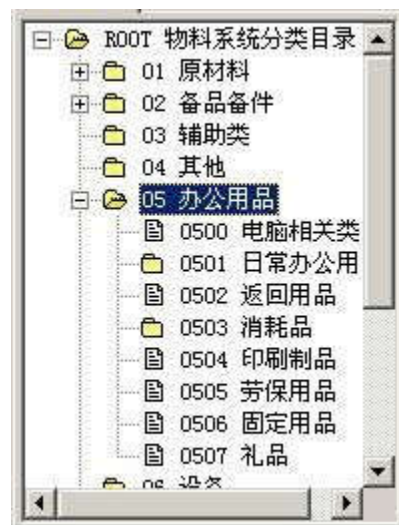 ROOT 物料系统分类目录
01 原材料
02 备品备件
03 辅助类
04 其他
05 办公用品
0500 电脑相关类
0501 日常办公用
0502 返回用品
0503 消耗品
0504 印刷制品
0505 劳保用品
0506 固定用品
0507 礼品
06 设备